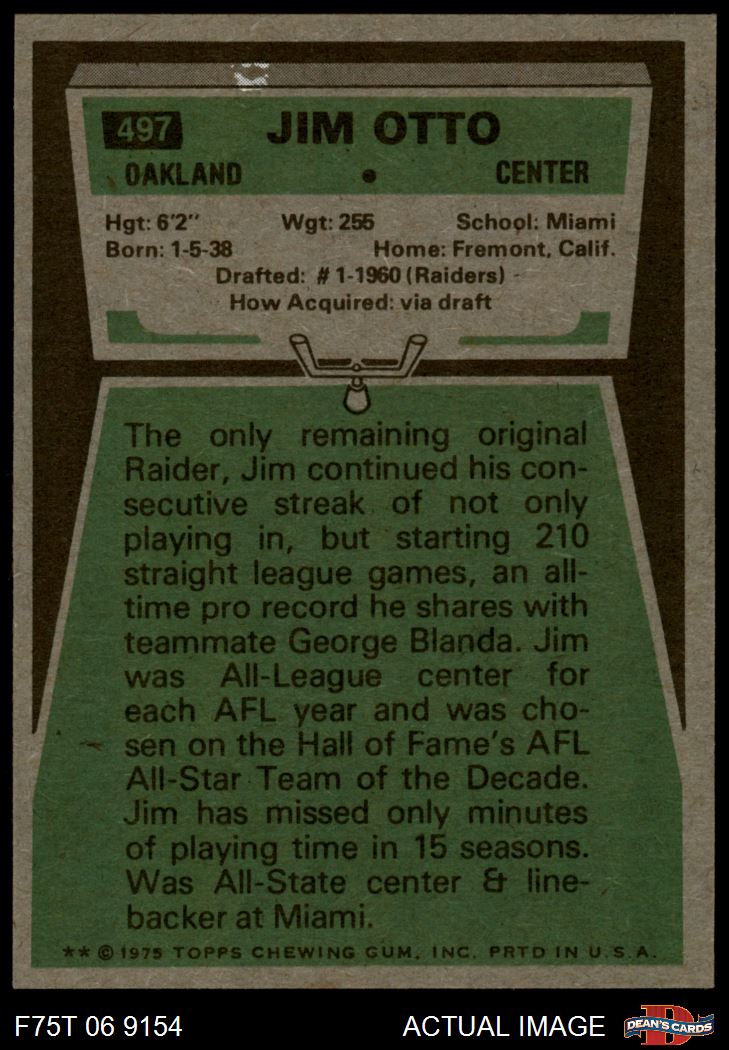 497 JIM OTTO
OAKLAND • CENTER
Hgt: 6'2" Wgt: 255 School: Miami
Born: 1-5-38 Home: Fremont, Calif.
Drafted: #1-1960 (Raiders)
How Acquired: via draft
The only remaining original
Raider, Jim continued his con-
secutive streak of not only
playing in, but starting 210
straight league games, an all-
time pro record he shares with
teammate George Blanda. Jim
was All-League center for
each AFL year and was cho-
sen on the Hall of Fame's AFL
All-Star Team of the Decade.
Jim has missed only minutes
of playing time in 15 seasons.
Was All-State center & line-
backer at Miami.
** © 1975 TOPPS CHEWING GUM, INC. PRTD IN U.S.A.
F75T 06 9154 ACTUAL IMAGE D DEAN'S CARDS